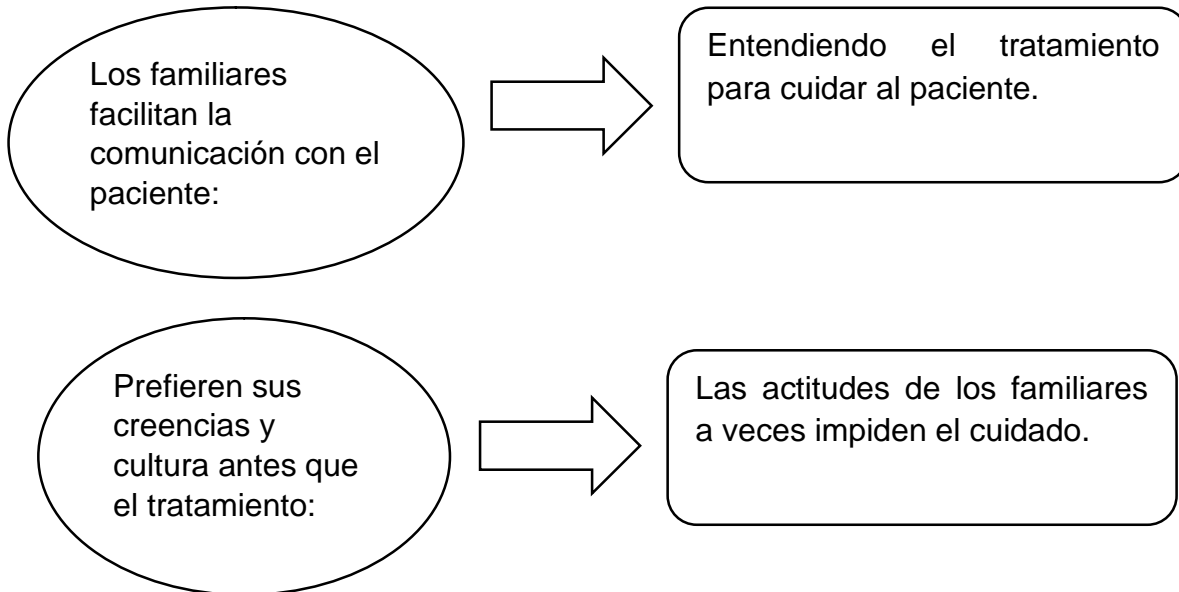 Los familiares
facilitan la
comunicación con el
paciente:
Entendiendo el tratamiento
para cuidar al paciente.
Prefieren sus
creencias y
cultura antes que
el tratamiento:
Las actitudes de los familiares
a veces impiden el cuidado.